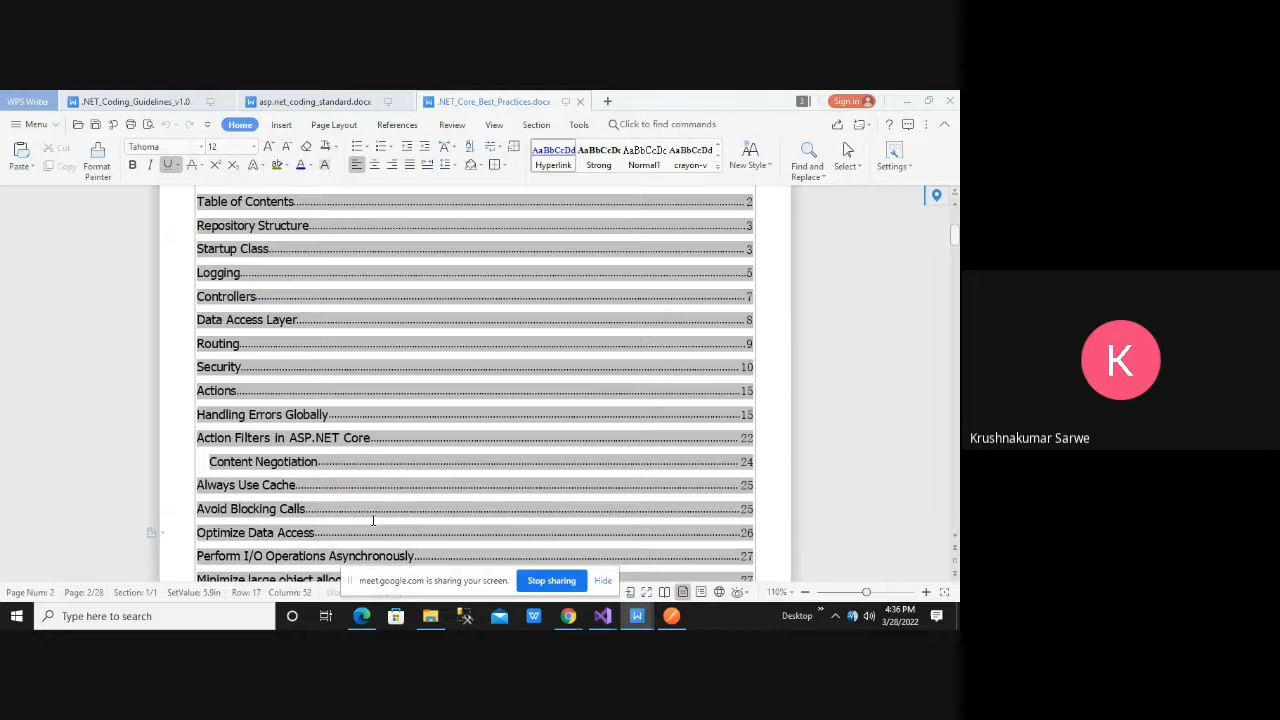 WPS Writer .NET_Coding_Guidelines_v1.0 asp.net_coding_standard.docx .NET_Core_Best_Practices.docx 3 Sign in
Menu Home Insert Page Layout References Review View Section Tools Click to find commands
Paste Cut Copy Format Painter Tahoma 12 AaBbCcDd Hyperlink AaBbCcDc Strong AaBbCcDc Normal1 AaBbCcDd crayon-v New Style Find and Replace Select Settings
Table of Contents 2
Repository Structure 3
Startup Class 3
Logging 5
Controllers 7
Data Access Layer 8
Routing 9
Security 10
Actions 15
Handling Errors Globally 15
Action Filters in ASP.NET Core 22
Content Negotiation 24
Always Use Cache 25
Avoid Blocking Calls 25
Optimize Data Access 26
Perform I/O Operations Asynchronously 27
Minimize large object 27
meet.google.com is sharing your screen. Stop sharing Hide
Page Num: 2 Page: 2/28 Section: 1/1 SetValue: 5.9in Row: 17 Column: 52 110%
Type here to search Desktop 4:36 PM
3/28/2022
K
Krushnakumar Sarwe